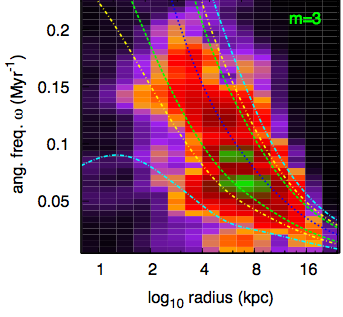 m=3
0.2
0.15
0.1
0.05
ang. freq. ω (Myr⁻¹)
1 2 4 8 16
log₁₀ radius (kpc)